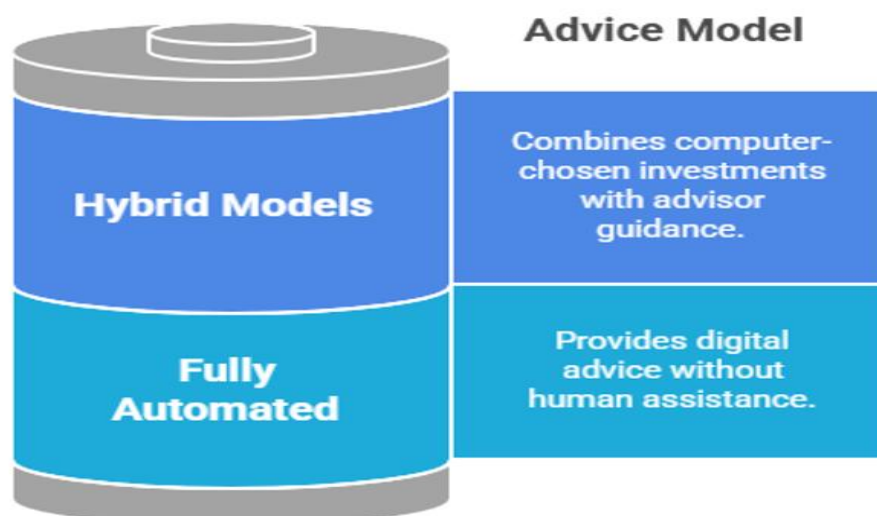 Advice Model
Hybrid Models
Combines computer-
chosen investments
with advisor
guidance.
Fully
Automated
Provides digital
advice without
human assistance.